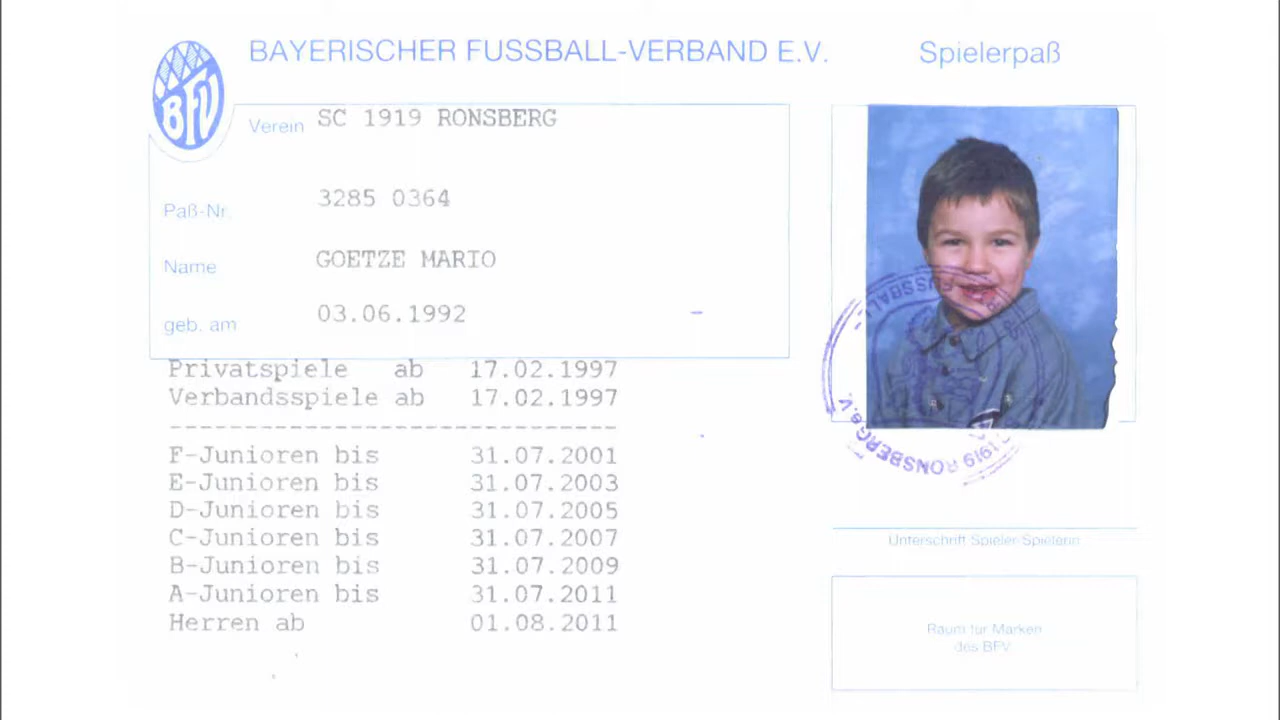 BFV
BAYERISCHER FUSSBALL-VERBAND E.V. Spielerpaß
Verein SC 1919 RONSBERG
Paß-Nr. 3285 0364
Name GOETZE MARIO
geb. am 03.06.1992
Privatspiele ab 17.02.1997
Verbandsspiele ab 17.02.1997
------------------------------
F-Junioren bis 31.07.2001
E-Junioren bis 31.07.2003
D-Junioren bis 31.07.2005
C-Junioren bis 31.07.2007
B-Junioren bis 31.07.2009
A-Junioren bis 31.07.2011
Herren ab 01.08.2011
FUSSBALL
1919 RONSBERG e.V.
Unterschrift Spieler/Spielerin
Raum für Marken
des BFV